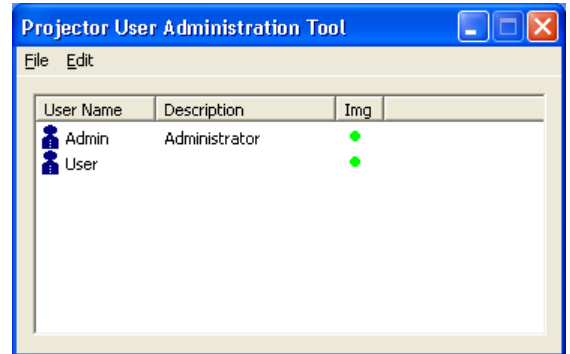 Projector User Administration Tool
File Edit
User Name Description Img
Admin Administrator
User